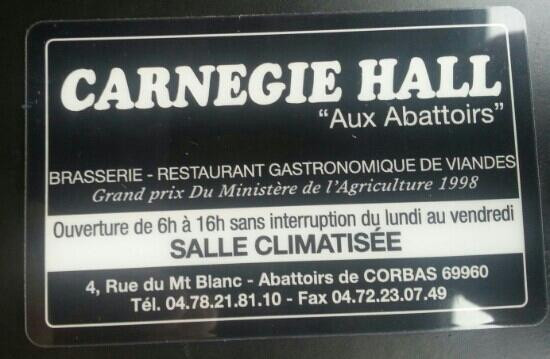 CARNEGIE HALL
"Aux Abattoirs"
BRASSERIE - RESTAURANT GASTRONOMIQUE DE VIANDES
Grand prix Du Ministère de l'Agriculture 1998
Ouverture de 6h à 16h sans interruption du lundi au vendredi
SALLE CLIMATISÉE
4, Rue du Mt Blanc - Abattoirs de CORBAS 69960
Tél. 04.78.21.81.10 - Fax 04.72.23.07.49